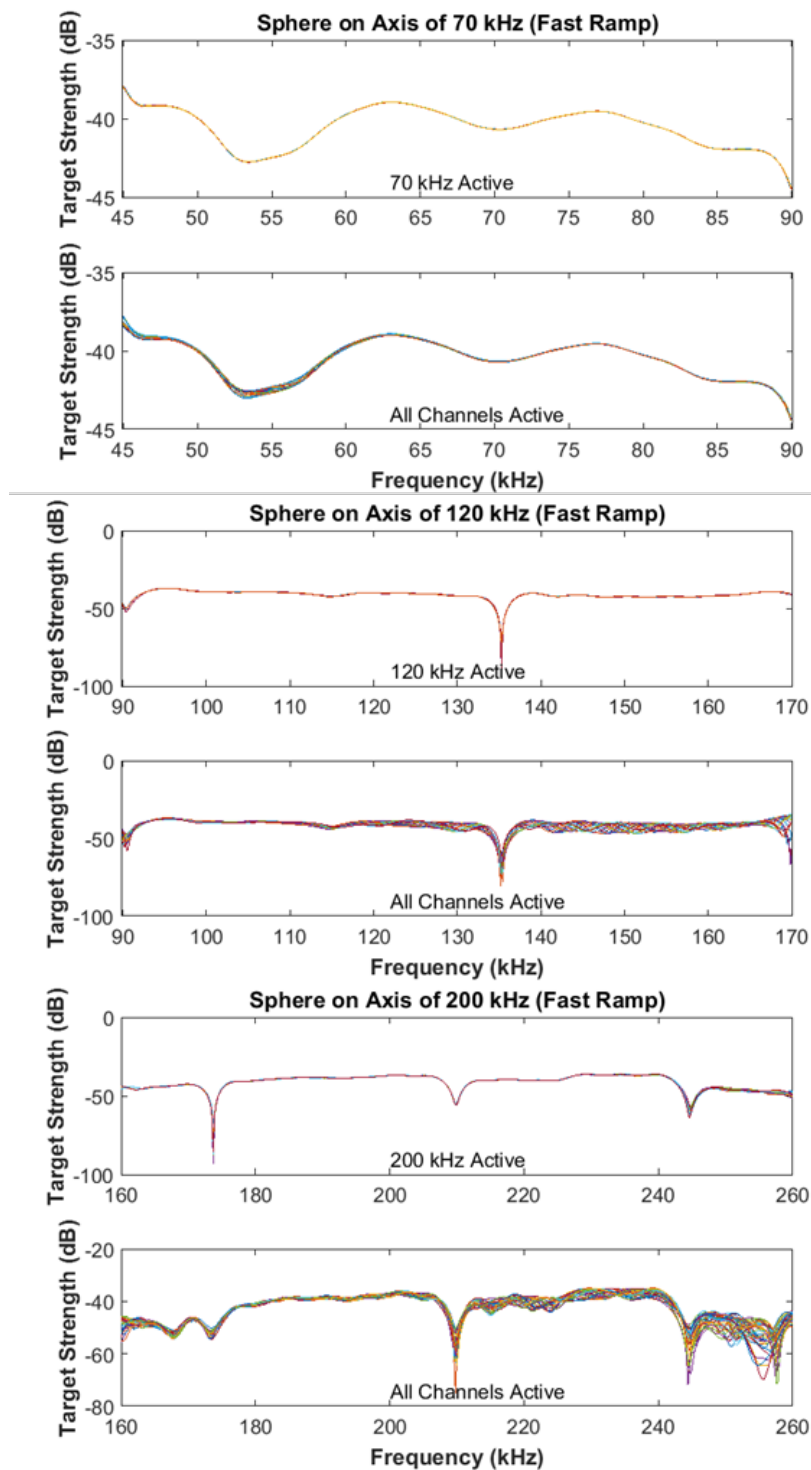 Sphere on Axis of 70 kHz (Fast Ramp)
Target Strength (dB)
-35
-40
-45
70 kHz Active
45 50 55 60 65 70 75 80 85 90
Target Strength (dB)
-35
-40
-45
All Channels Active
45 50 55 60 65 70 75 80 85 90
Frequency (kHz)
Sphere on Axis of 120 kHz (Fast Ramp)
Target Strength (dB)
0
-50
-100
120 kHz Active
90 100 110 120 130 140 150 160 170
Target Strength (dB)
0
-50
-100
All Channels Active
90 100 110 120 130 140 150 160 170
Frequency (kHz)
Sphere on Axis of 200 kHz (Fast Ramp)
Target Strength (dB)
0
-50
-100
200 kHz Active
160 180 200 220 240 260
Target Strength (dB)
-20
-40
-60
-80
All Channels Active
160 180 200 220 240 260
Frequency (kHz)